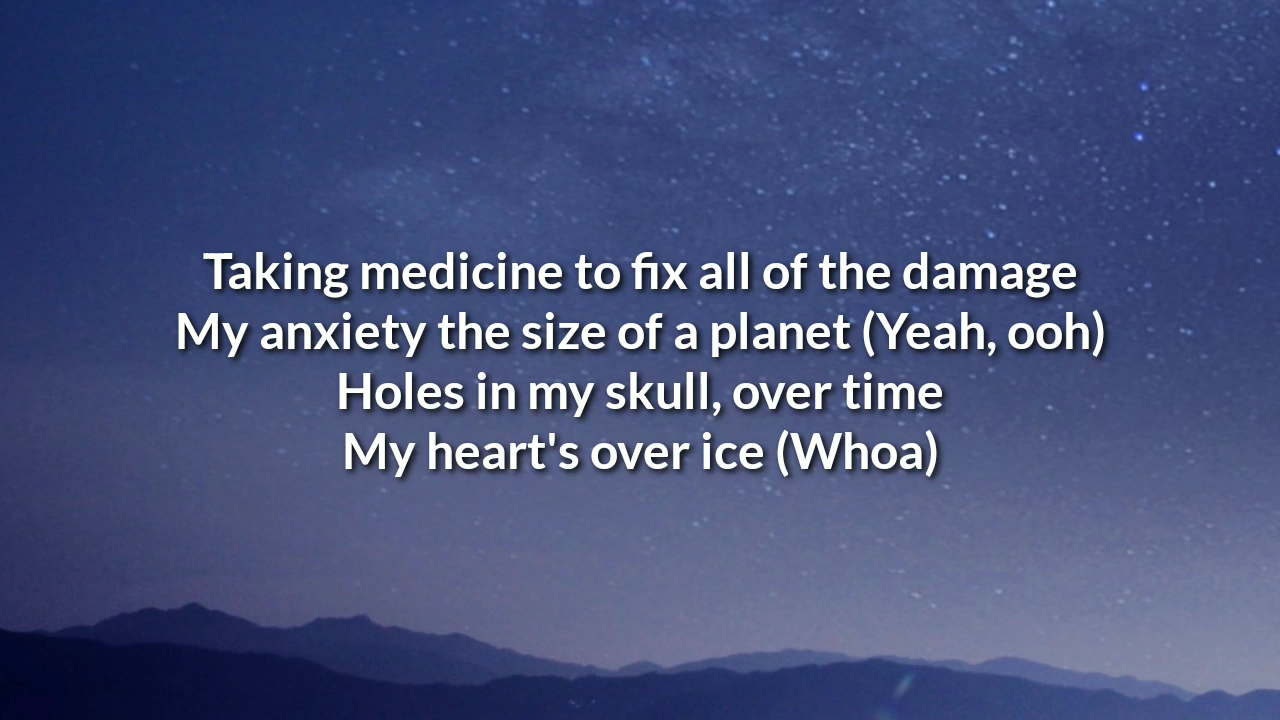 Taking medicine to fix all of the damage
My anxiety the size of a planet (Yeah, ooh)
Holes in my skull, over time
My heart's over ice (Whoa)